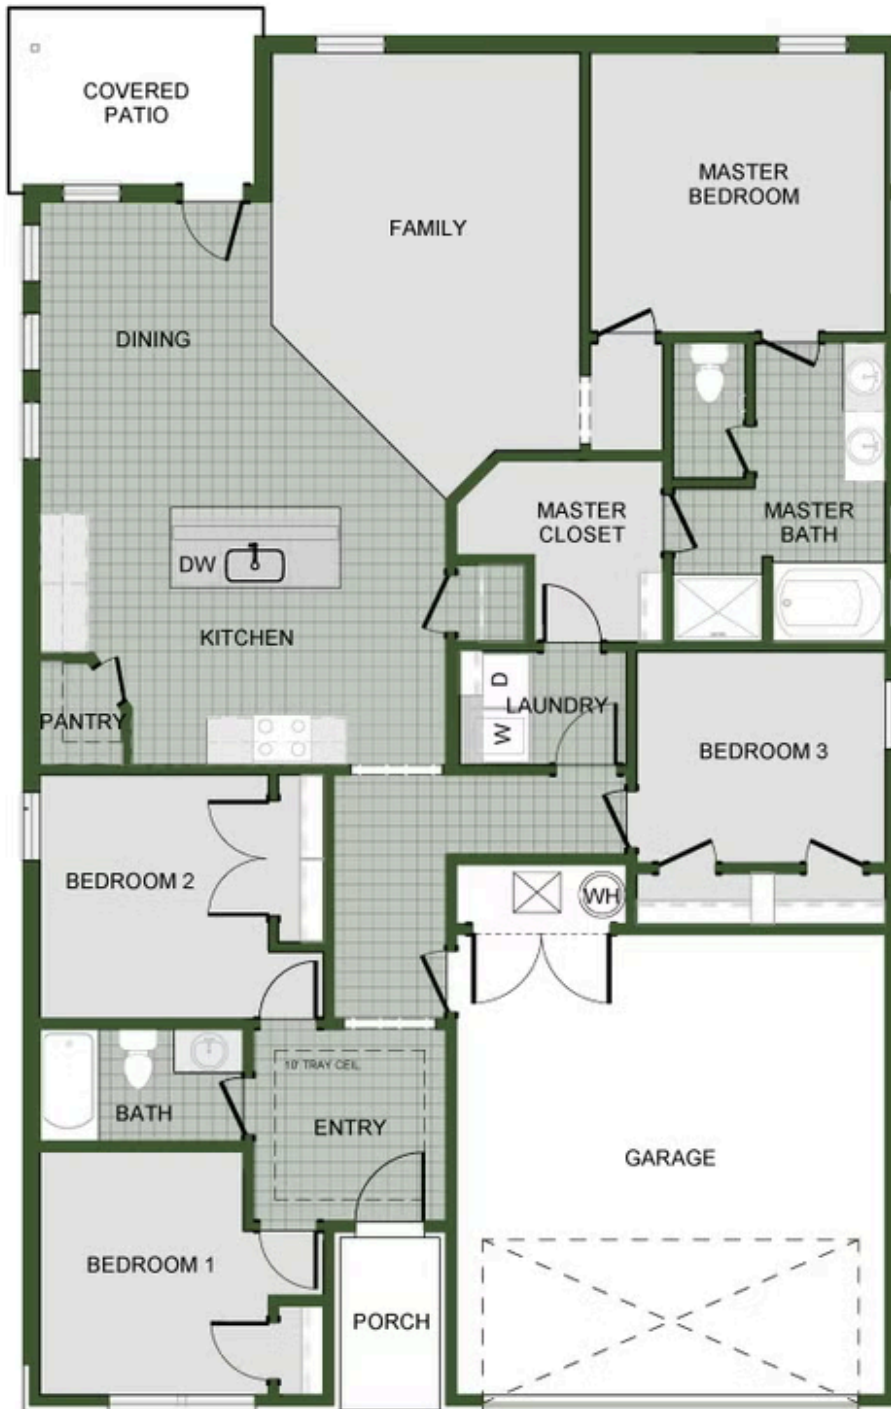 COVERED
PATIO
MASTER
BEDROOM
FAMILY
DINING
MASTER
CLOSET
MASTER
BATH
DW
KITCHEN
D
LAUNDRY
W
PANTRY
BEDROOM 3
BEDROOM 2
WH
10' TRAY CEIL
BATH
ENTRY
GARAGE
BEDROOM 1
PORCH